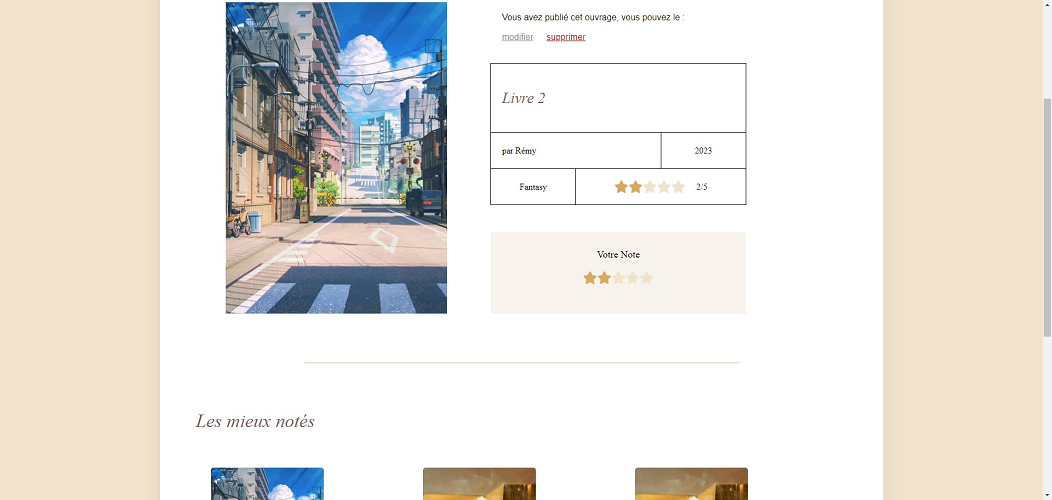 Vous avez publié cet ouvrage, vous pouvez le :
modifier supprimer
Livre 2
par Rémy 2023
Fantasy 2/5
Votre Note
Les mieux notés